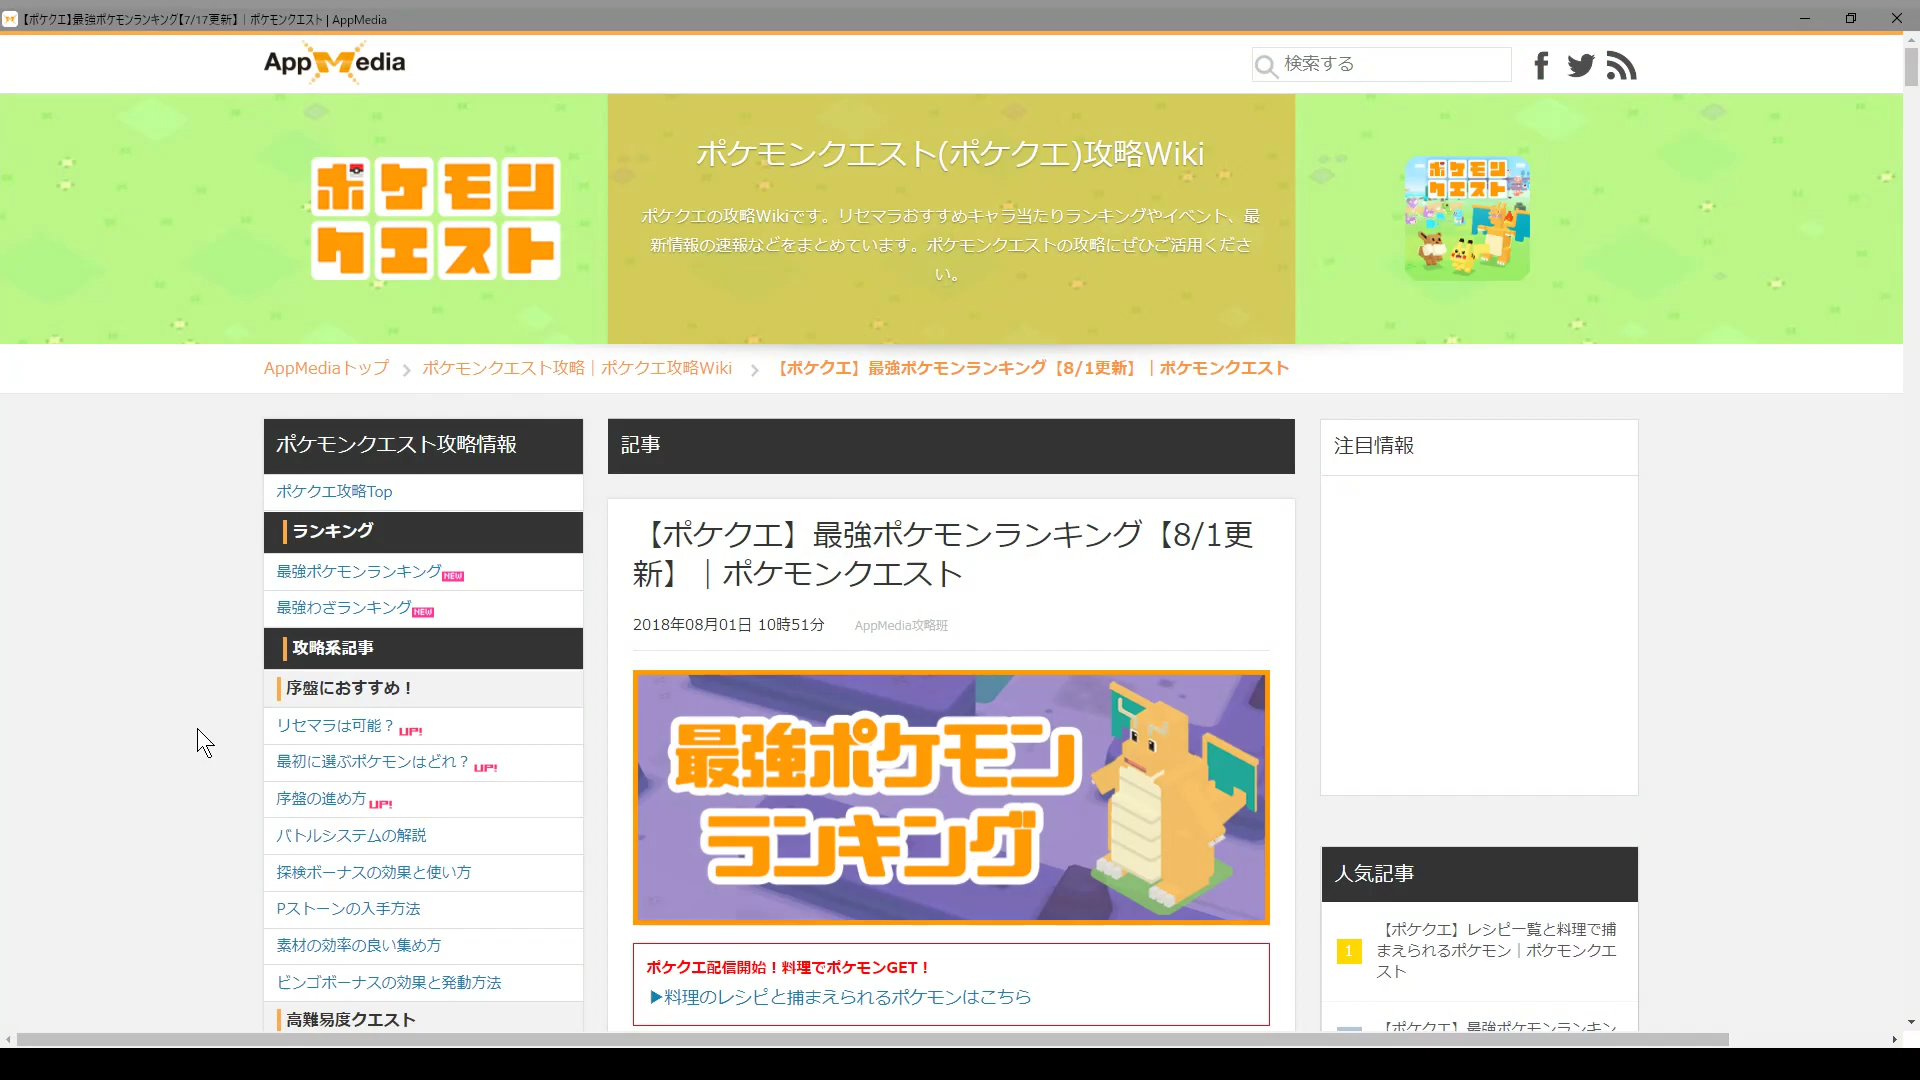 【ポケクエ】最強ポケモンランキング【7/17更新】｜ポケモンクエスト | AppMedia
AppMedia
検索する
ポケモン
クエスト
ポケモンクエスト(ポケクエ)攻略Wiki
ポケクエの攻略Wikiです。リセマラおすすめキャラ当たりランキングやイベント、最
新情報の速報などをまとめています。ポケモンクエストの攻略にぜひご活用くださ
い。
ポケモン
クエスト
AppMediaトップ
ポケモンクエスト攻略｜ポケクエ攻略Wiki
【ポケクエ】最強ポケモンランキング【8/1更新】｜ポケモンクエスト
ポケモンクエスト攻略情報
ポケクエ攻略Top
ランキング
最強ポケモンランキング NEW
最強わざランキング NEW
攻略系記事
序盤におすすめ！
リセマラは可能？ UP!
最初に選ぶポケモンはどれ？ UP!
序盤の進め方 UP!
バトルシステムの解説
探検ボーナスの効果と使い方
Pストーンの入手方法
素材の効率の良い集め方
ビンゴボーナスの効果と発動方法
高難易度クエスト
記事
【ポケクエ】最強ポケモンランキング【8/1更
新】｜ポケモンクエスト
2018年08月01日 10時51分 AppMedia攻略班
最強ポケモン
ランキング
ポケクエ配信開始！料理でポケモンGET！
▶料理のレシピと捕まえられるポケモンはこちら
注目情報
人気記事
1
【ポケクエ】レシピ一覧と料理で捕
まえられるポケモン｜ポケモンクエ
スト
【ポケクエ】最強ポケモンランキン